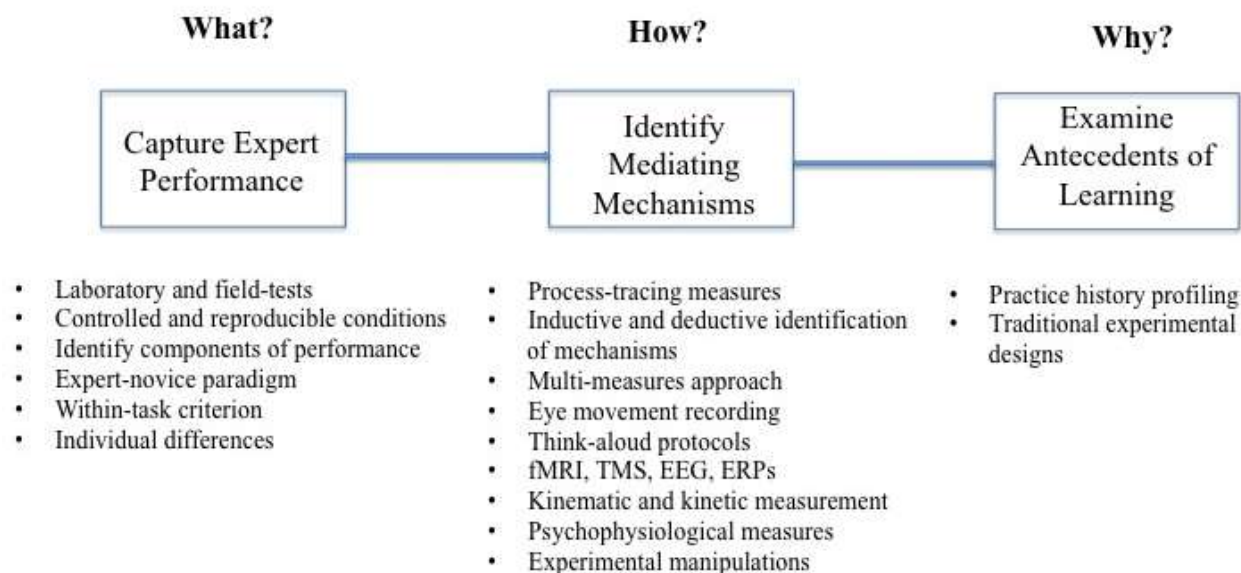 What?
Capture Expert
Performance
• Laboratory and field-tests
• Controlled and reproducible conditions
• Identify components of performance
• Expert-novice paradigm
• Within-task criterion
• Individual differences
How?
Identify
Mediating
Mechanisms
• Process-tracing measures
• Inductive and deductive identification
of mechanisms
• Multi-measures approach
• Eye movement recording
• Think-aloud protocols
• fMRI, TMS, EEG, ERPs
• Kinematic and kinetic measurement
• Psychophysiological measures
• Experimental manipulations
Why?
Examine
Antecedents of
Learning
• Practice history profiling
• Traditional experimental
designs